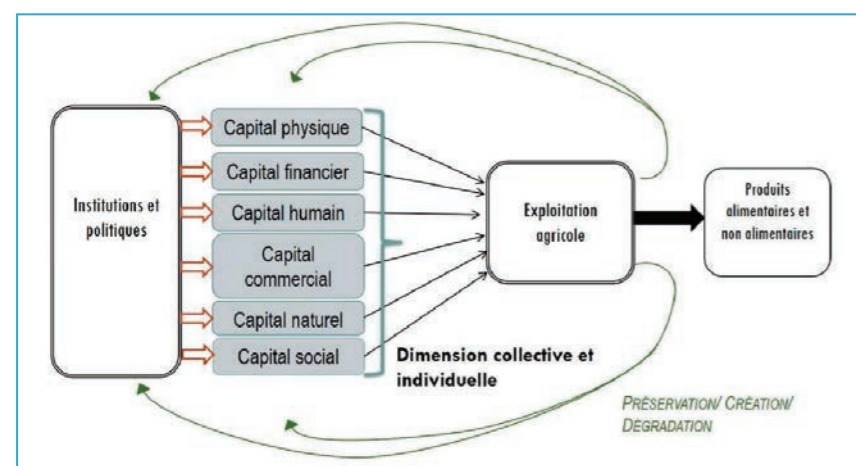 Institutions et
politiques
Capital physique
Capital financier
Capital humain
Capital
commercial
Capital naturel
Capital social
Dimension collective et
individuelle
Exploitation
agricole
Produits
alimentaires et
non alimentaires
PRÉSERVATION/ CRÉATION/
DÉGRADATION